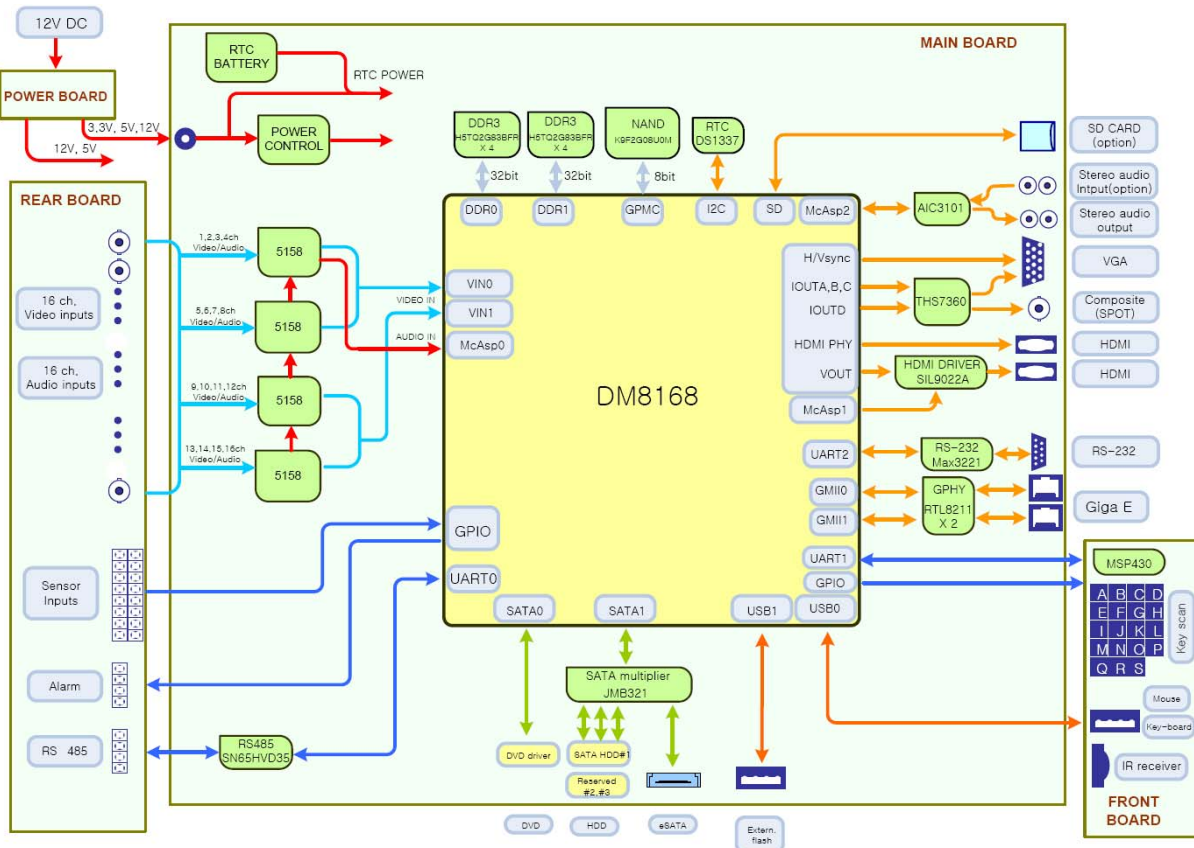 12V DC
POWER BOARD
3,3V, 5V,12V
12V, 5V
MAIN BOARD
RTC
BATTERY
RTC POWER
POWER
CONTROL
DDR3
H5TQ2G83BFR
X 4
DDR3
H5TQ2G83BFR
X 4
NAND
K9F2G08U0M
RTC
DS1337
32bit
32bit
8bit
DDR0
DDR1
GPMC
I2C
SD
McAsp2
AIC3101
SD CARD
(option)
Stereo audio
Intput(option)
Stereo audio
output
REAR BOARD
16 ch,
Video inputs
16 ch,
Audio inputs
1,2,3,4ch
Video/Audio
5158
5,6,7,8ch
Video/Audio
5158
9,10,11,12ch
Video/Audio
5158
13,14,15,16ch
Video/Audio
5158
VIDEO IN
AUDIO IN
VIN0
VIN1
McAsp0
DM8168
H/Vsync
IOUTA,B,C
IOUTD
HDMI PHY
VOUT
McAsp1
THS7360
HDMI DRIVER
SIL9022A
VGA
Composite
(SPOT)
HDMI
HDMI
UART2
RS-232
Max3221
RS-232
GMII0
GMII1
GPHY
RTL8211
X 2
Giga E
UART1
GPIO
USB0
USB1
SATA1
SATA0
GPIO
UART0
Sensor
Inputs
Alarm
RS 485
RS485
SN65HVD35
SATA multiplier
JMB321
DVD driver
SATA HDD#1
Reserved
#2,#3
DVD
HDD
eSATA
Extern.
flash
MSP430
A B C D
E F G H
I J K L
M N O P
Q R S
Key scan
Mouse
Key-board
IR receiver
FRONT
BOARD